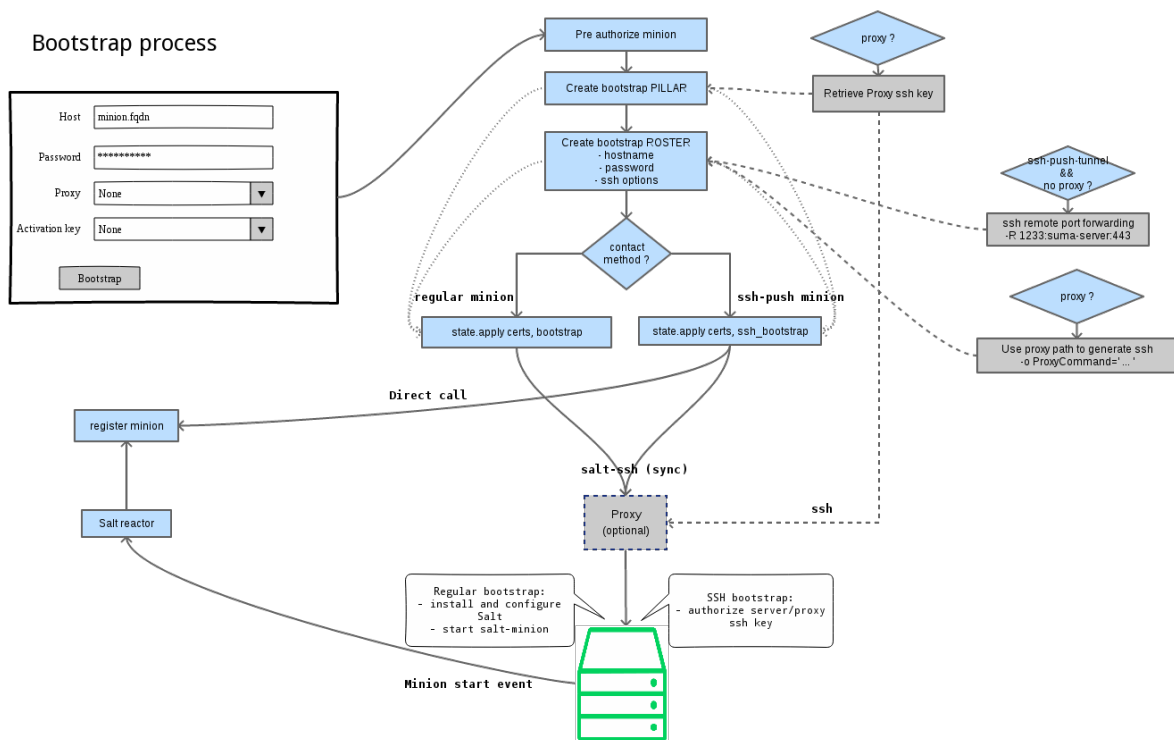 Bootstrap process
Host
minion.fqdn
Password
**********
Proxy
None
Activation key
None
Bootstrap
Pre authorize minion
Create bootstrap PILLAR
Create bootstrap ROSTER
- hostname
- password
- ssh options
contact
method ?
regular minion
ssh-push minion
state.apply certs, bootstrap
state.apply certs, ssh_bootstrap
proxy ?
Retrieve Proxy ssh key
ssh-push-tunnel
&&
no proxy ?
ssh remote port forwarding
-R 1233:suma-server:443
proxy ?
Use proxy path to generate ssh
-o ProxyCommand=' ... '
Direct call
register minion
Salt reactor
salt-ssh (sync)
Proxy
(optional)
ssh
Regular bootstrap:
- install and configure
Salt
- start salt-minion
SSH bootstrap:
- authorize server/proxy
ssh key
Minion start event